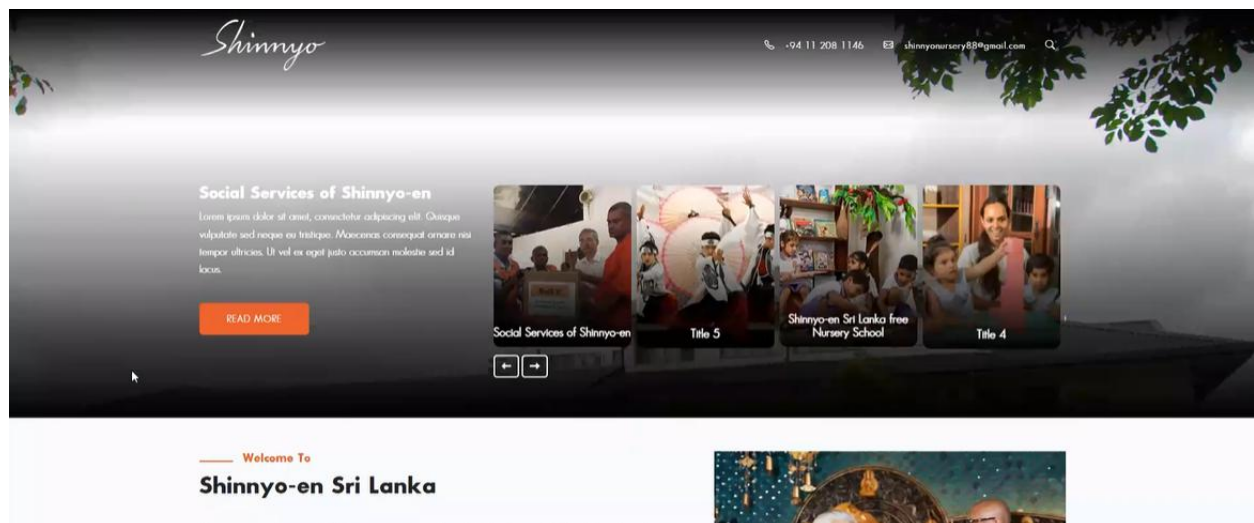 Shinnyo
+94 11 208 1146
shinnyonursery88@gmail.com
Social Services of Shinnyo-en
Lorem ipsum dolor sit amet, consectetur adipiscing elit. Quisque
vulputate sed neque eu tristique. Maecenas consequat ornare nisi
tempor ultricies. Ut vel ex eget justo accumsan molestie sed id
lacus.
READ MORE
Social Services of Shinnyo-en
Title 5
Shinnyo-en Sri Lanka free
Nursery School
Title 4
Welcome To
Shinnyo-en Sri Lanka